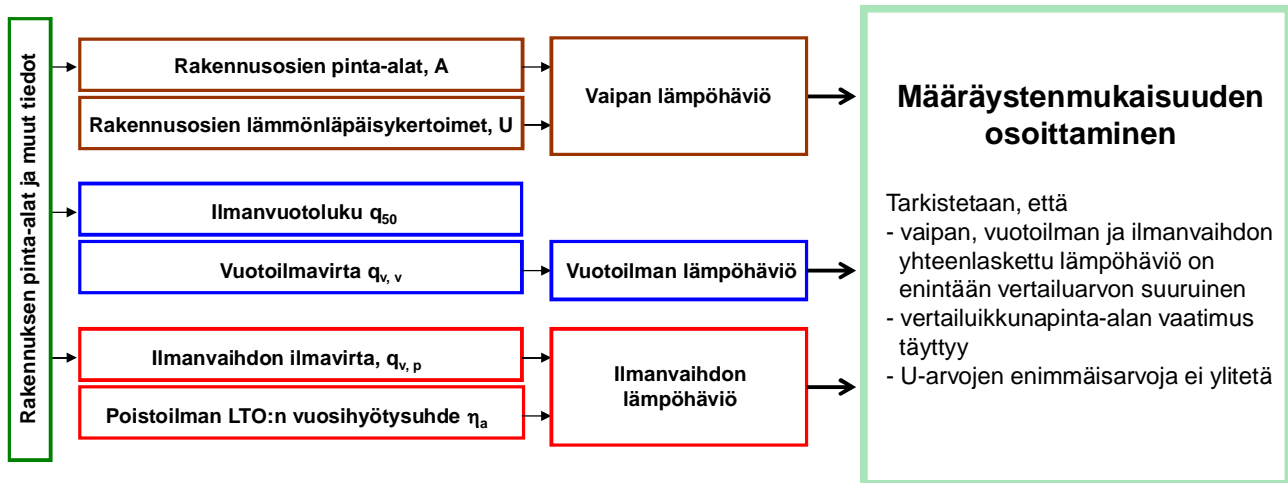 Rakennuksen pinta-alat ja muut tiedot
Rakennusosien pinta-alat, A
Rakennusosien lämmönläpäisykertoimet, U
Vaipan lämpöhäviö
Ilmanvuotoluku q50
Vuotoilmavirta qv, v
Vuotoilman lämpöhäviö
Ilmanvaihdon ilmavirta, qv, p
Poistoilman LTO:n vuosihyötysuhde ηa
Ilmanvaihdon
lämpöhäviö
Määräystenmukaisuuden
osoittaminen
Tarkistetaan, että
- vaipan, vuotoilman ja ilmanvaihdon
yhteenlaskettu lämpöhäviö on
enintään vertailuarvon suuruinen
- vertailuikkunapinta-alan vaatimus
täyttyy
- U-arvojen enimmäisarvoja ei ylitetä